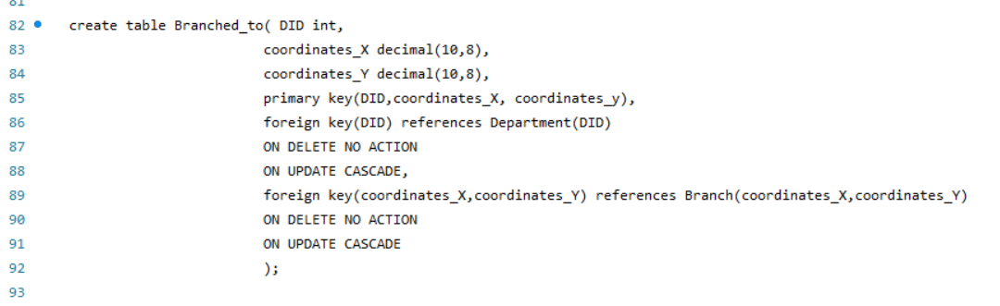 81
82 create table Branched_to( DID int,
83 coordinates_X decimal(10,8),
84 coordinates_Y decimal(10,8),
85 primary key(DID,coordinates_X, coordinates_y),
86 foreign key(DID) references Department(DID)
87 ON DELETE NO ACTION
88 ON UPDATE CASCADE,
89 foreign key(coordinates_X,coordinates_Y) references Branch(coordinates_X,coordinates_Y)
90 ON DELETE NO ACTION
91 ON UPDATE CASCADE
92 );
93